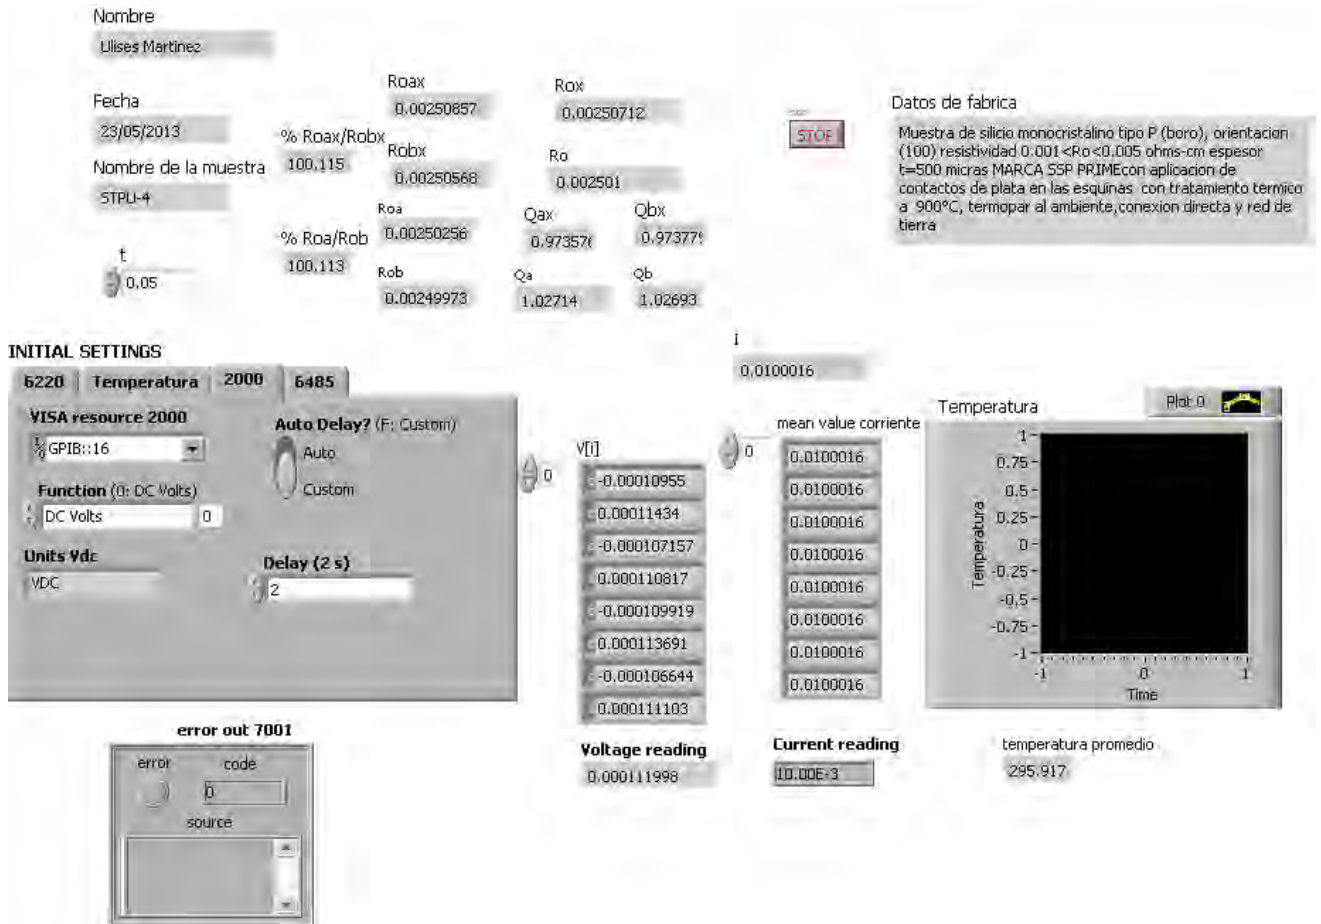 Nombre
Ulises Martinez
Fecha
23/05/2013
Nombre de la muestra
STPU-4
t
0.05
% Roax/Robx
100.115
% Roa/Rob
100.113
Roax
0.00250857
Robx
0.00250568
Roa
0.00250256
Rob
0.00249973
Rox
0.00250712
Ro
0.002501
Qax
0.973576
Qbx
0.973779
Qa
1.02714
Qb
1.02693
STOP
Datos de fabrica
Muestra de silicio monocristalino tipo P (boro), orientacion
(100) resistividad 0.001<Ro<0.005 ohms-cm espesor
t=500 micras MARCA SSP PRIMEcon aplicacion de
contactos de plata en las esquinas con tratamiento termico
a 900°C, termopar al ambiente,conexion directa y red de
tierra
INITIAL SETTINGS
6220 Temperatura 2000 6485
VISA resource 2000
GPIB::16
Function (0: DC Volts)
DC Volts 0
Units Vdc
VDC
Auto Delay? (F: Custom)
Auto
Custom
Delay (2 s)
2
error out 7001
error code
0
source
0
V[i]
-0.00010955
0.00011434
-0.000107157
0.000110817
-0.000109919
0.000113691
-0.000106644
0.000111103
Voltage reading
0.000111998
I
0.0100016
0
mean value corriente
0.0100016
0.0100016
0.0100016
0.0100016
0.0100016
0.0100016
0.0100016
0.0100016
Current reading
10.00E-3
Temperatura
Plot 0
Temperatura
1
0.75
0.5
0.25
0
-0.25
-0.5
-0.75
-1
-1 0 1
Time
temperatura promedio
295.917